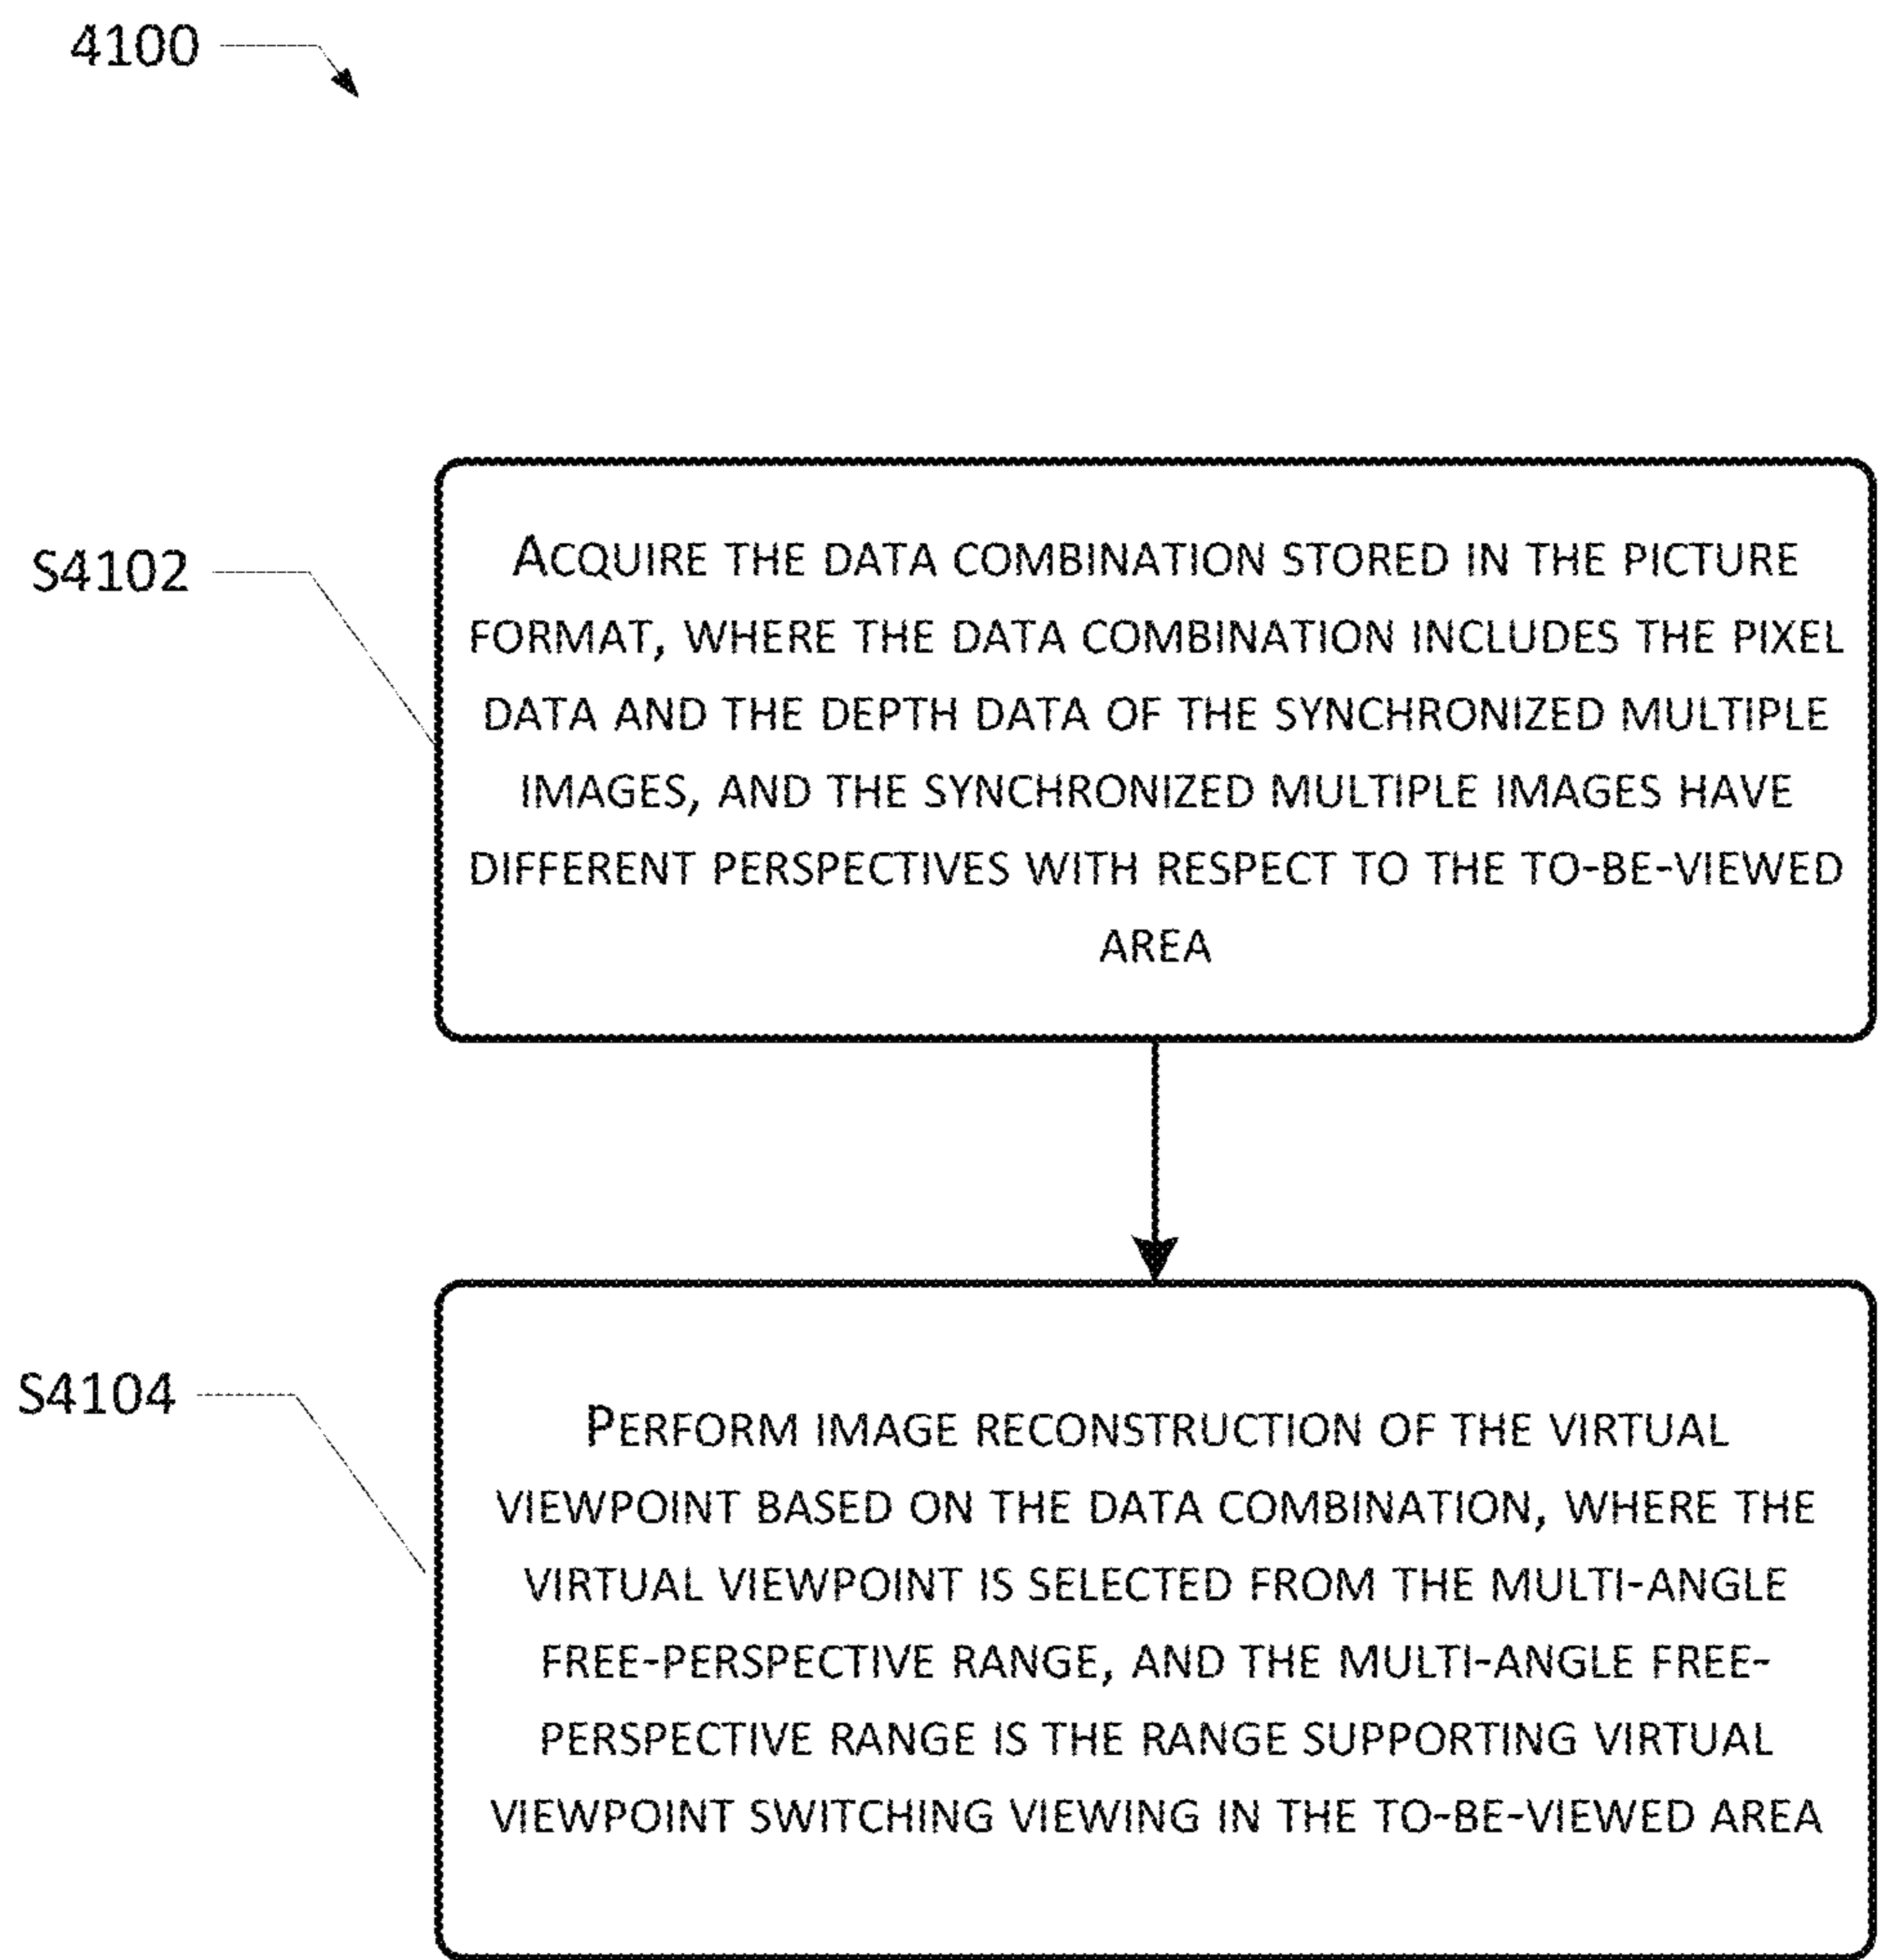 4100
S4102
ACQUIRE THE DATA COMBINATION STORED IN THE PICTURE
FORMAT, WHERE THE DATA COMBINATION INCLUDES THE PIXEL
DATA AND THE DEPTH DATA OF THE SYNCHRONIZED MULTIPLE
IMAGES, AND THE SYNCHRONIZED MULTIPLE IMAGES HAVE
DIFFERENT PERSPECTIVES WITH RESPECT TO THE TO-BE-VIEWED
AREA
S4104
PERFORM IMAGE RECONSTRUCTION OF THE VIRTUAL
VIEWPOINT BASED ON THE DATA COMBINATION, WHERE THE
VIRTUAL VIEWPOINT IS SELECTED FROM THE MULTI-ANGLE
FREE-PERSPECTIVE RANGE, AND THE MULTI-ANGLE FREE-
PERSPECTIVE RANGE IS THE RANGE SUPPORTING VIRTUAL
VIEWPOINT SWITCHING VIEWING IN THE TO-BE-VIEWED AREA